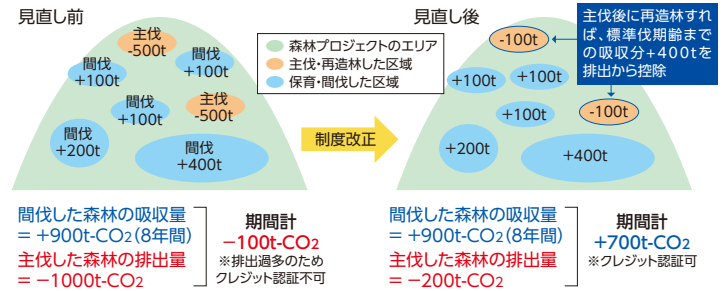 見直し前
主伐
-500t
間伐
+100t
間伐
+100t
間伐
+100t
主伐
-500t
間伐
+200t
間伐
+400t
森林プロジェクトのエリア
主伐・再造林した区域
保育・間伐した区域
制度改正
見直し後
主伐後に再造林すれ
ば、標準伐期齢まで
の吸収分+400tを
排出から控除
-100t
+100t
+100t
+100t
-100t
+200t
+400t
間伐した森林の吸収量
= +900t-CO2(8年間)
主伐した森林の排出量
= −1000t-CO2
期間計
−100t-CO2
※排出過多のため
クレジット認証不可
間伐した森林の吸収量
= +900t-CO2(8年間)
主伐した森林の排出量
= −200t-CO2
期間計
+700t-CO2
※クレジット認証可